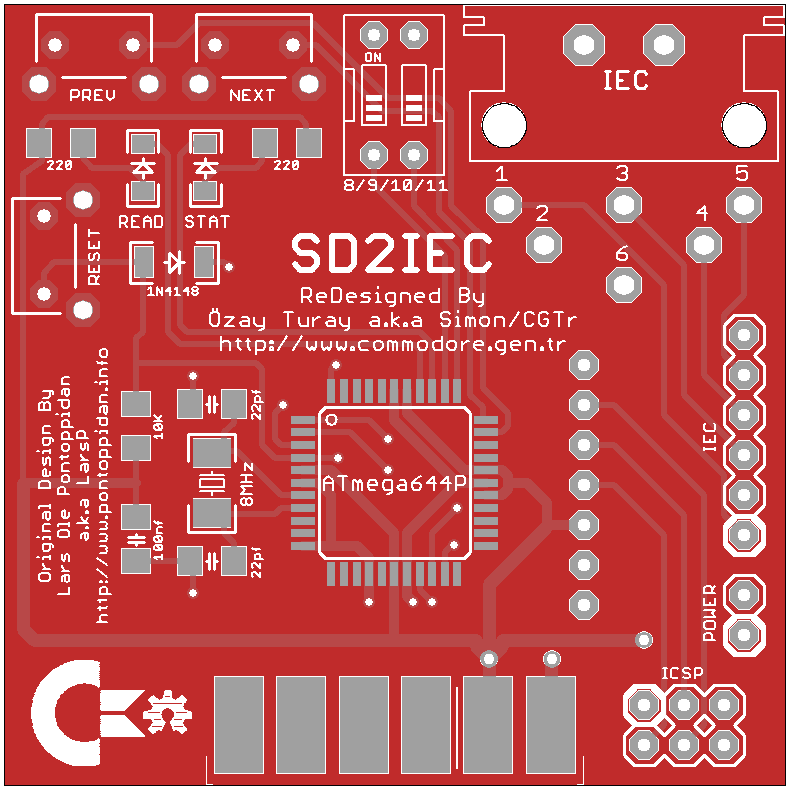 PREV
NEXT
ON
IEC
220
220
8/9/10/11
1
3
5
READ
STAT
2
4
RESET
6
1N4148
SD2IEC
ReDesigned By
Özay Turay a.k.a Simon/CGTr
http://www.commodore.gen.tr
Original Design By
Lars Ole Pontoppidan
a.k.a Larsp
http://www.pontoppidan.info
10K
22pf
8MHz
ATmega644P
IEC
100nf
22pf
POWER
ICSP